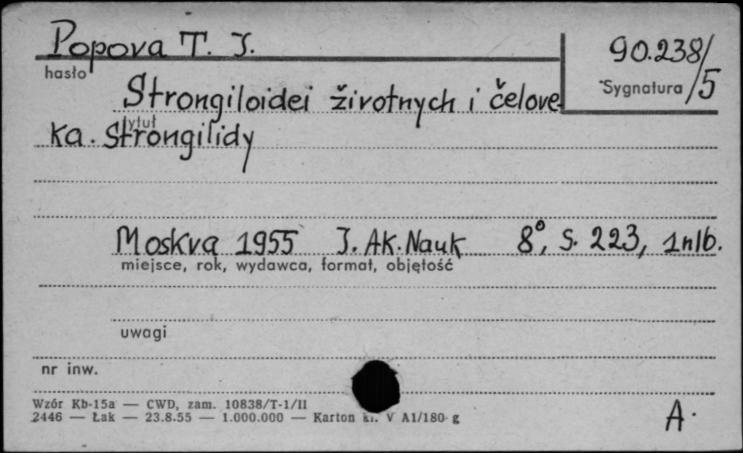 Popova T. I.
90.238/5
hasło
Sygnatura
Strongiloidei životnych i čelove
tytuł
ka. Strongilidy
Moskva 1955 I. Ak. Nauk 8°, S. 223, 1nlb.
miejsce, rok, wydawca, format, objętość
uwagi
nr inw.
Wzór Kb-15a — CWD, zam. 10838/T-1/II
2446 — Łak — 23.8.55 — 1.000.000 — Karton kl. V A1/180 g
A.